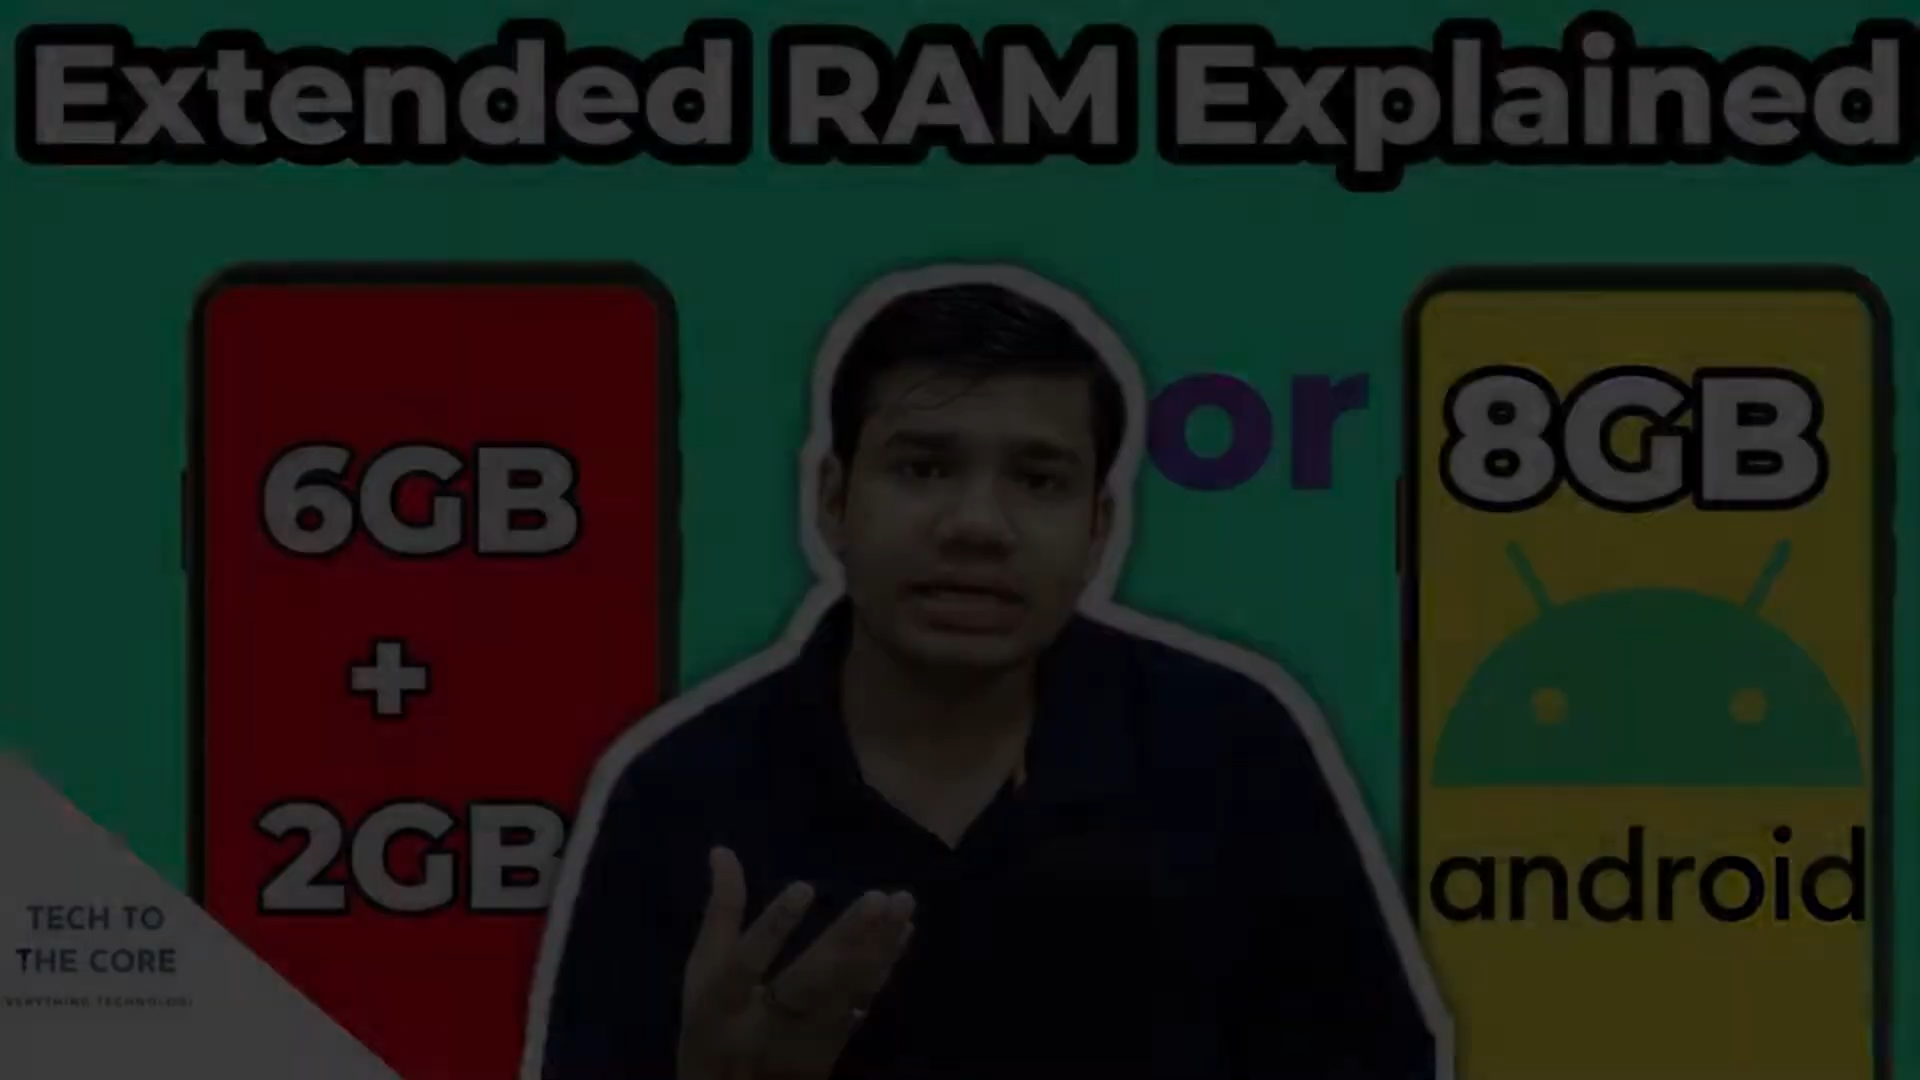 Extended RAM Explained
6GB
+
2GB
or
8GB
android
TECH TO
THE CORE